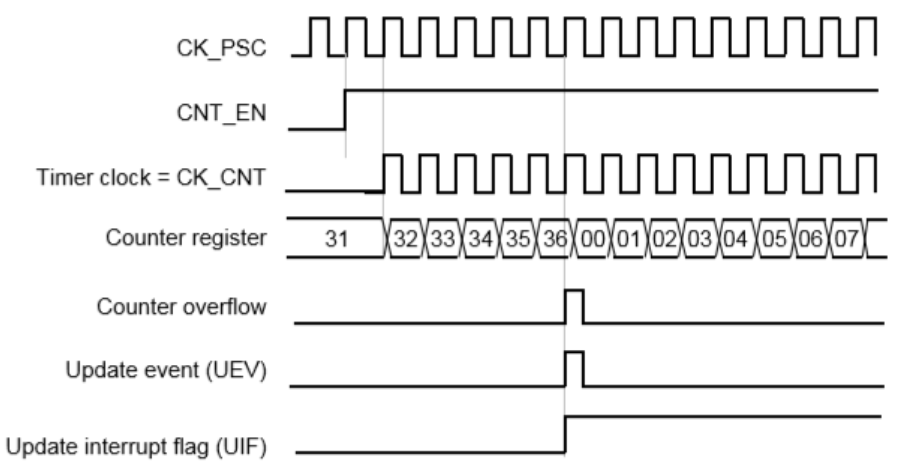 CK_PSC
CNT_EN
Timer clock = CK_CNT
Counter register 31 32 33 34 35 36 00 01 02 03 04 05 06 07
Counter overflow
Update event (UEV)
Update interrupt flag (UIF)